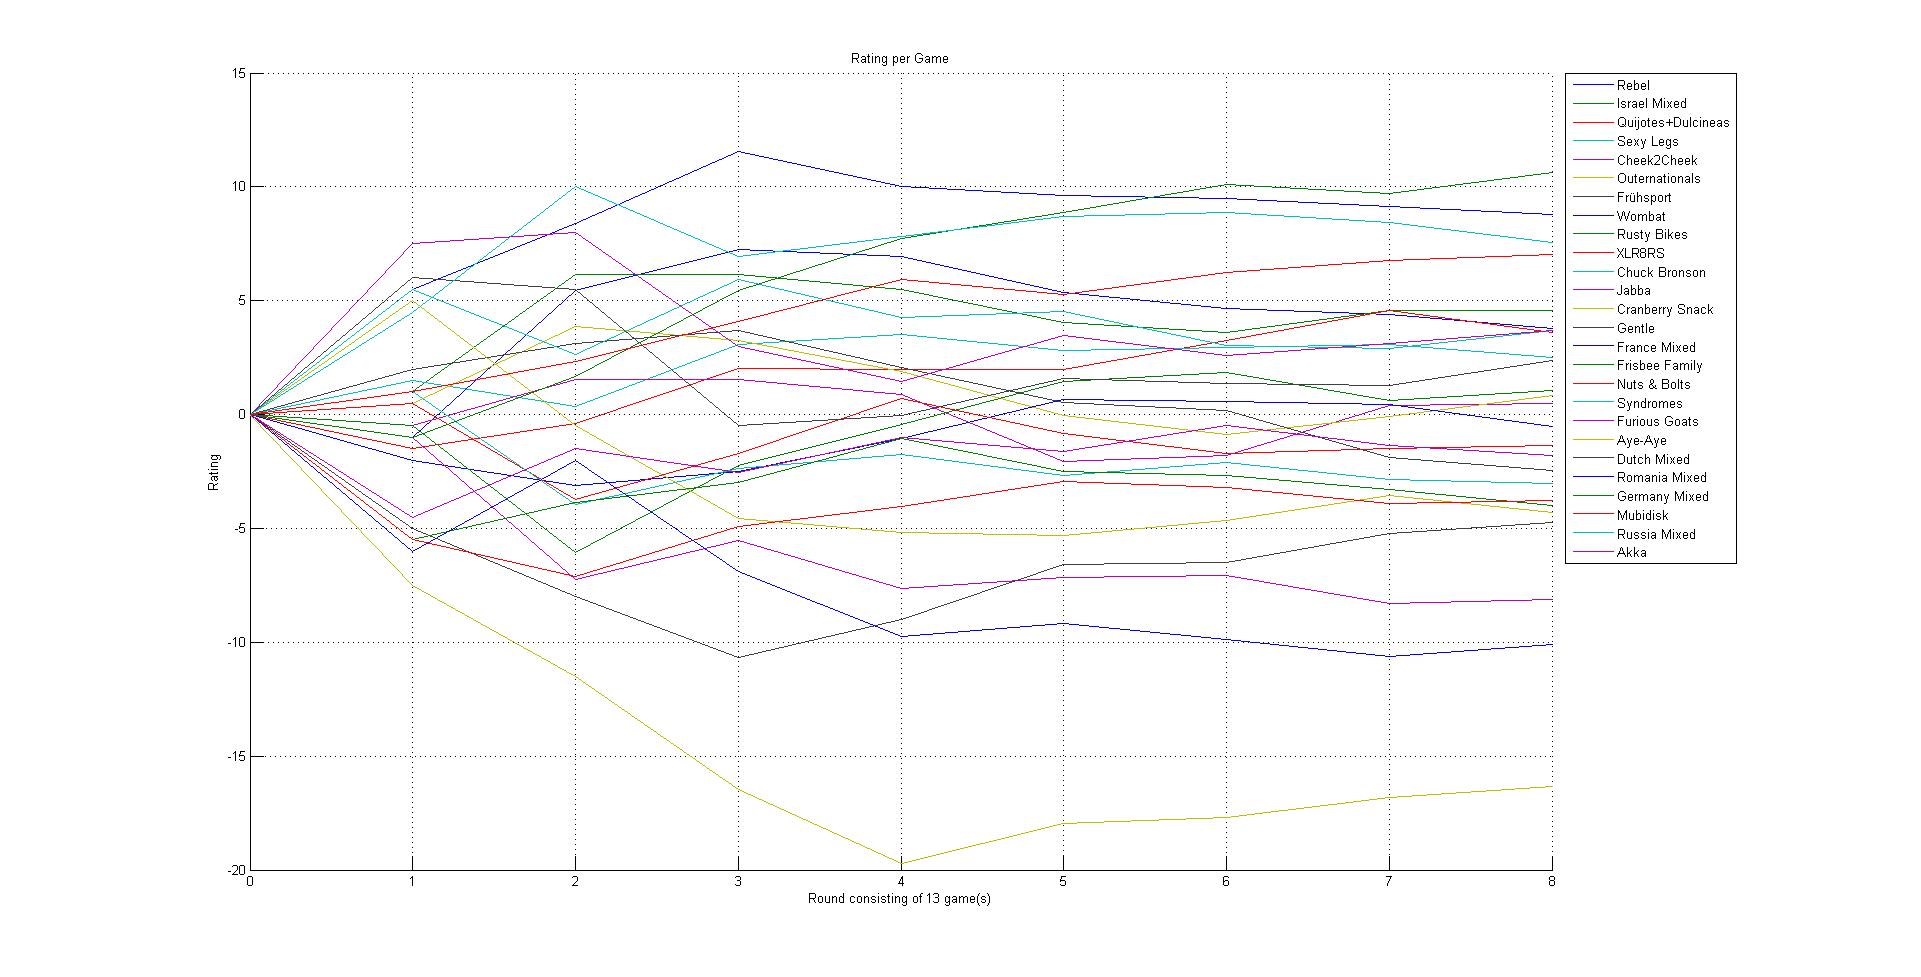 Rating per Game
15
10
5
0
-5
-10
-15
-20
Rating
0 1 2 3 4 5 6 7 8
Round consisting of 13 game(s)
Rebel
Israel Mixed
Quijotes+Dulcineas
Sexy Legs
Cheek2Cheek
Outernationals
Frühsport
Wombat
Rusty Bikes
XLR8RS
Chuck Bronson
Jabba
Cranberry Snack
Gentle
France Mixed
Frisbee Family
Nuts & Bolts
Syndromes
Furious Goats
Aye-Aye
Dutch Mixed
Romania Mixed
Germany Mixed
Mubidisk
Russia Mixed
Akka